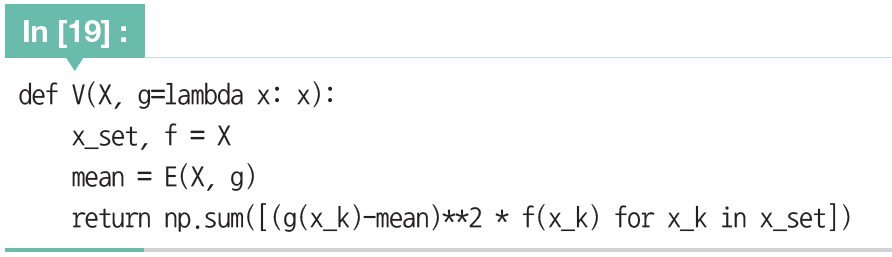 In [19] :
def V(X, g=lambda x: x):
    x_set, f = X
    mean = E(X, g)
    return np.sum([(g(x_k)-mean)**2 * f(x_k) for x_k in x_set])